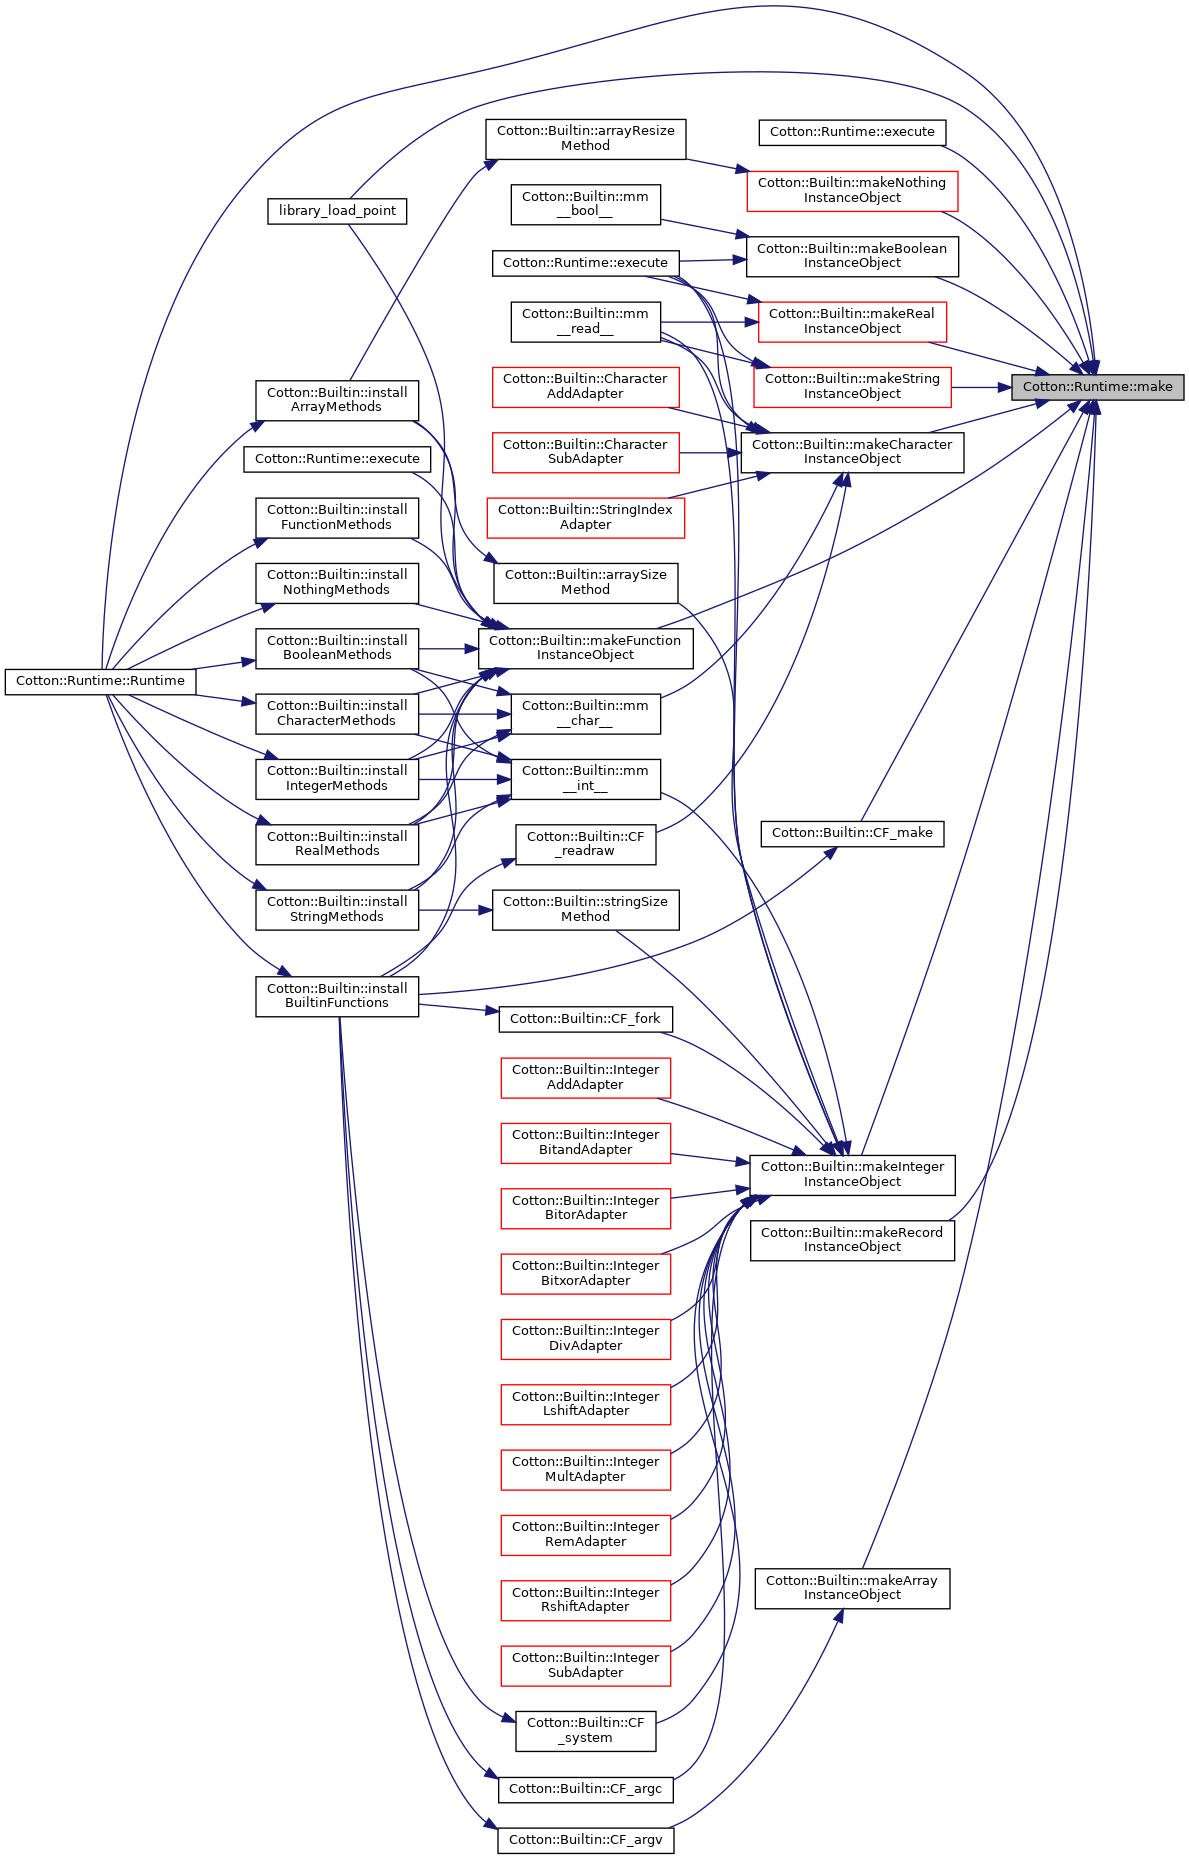 Cotton::Builtin::arrayResize
Method
Cotton::Runtime::execute
Cotton::Builtin::makeNothing
InstanceObject
Cotton::Builtin::mm
__bool__
library_load_point
Cotton::Builtin::makeBoolean
InstanceObject
Cotton::Runtime::execute
Cotton::Builtin::mm
__read__
Cotton::Builtin::makeReal
InstanceObject
Cotton::Builtin::Character
AddAdapter
Cotton::Builtin::makeString
InstanceObject
Cotton::Runtime::make
Cotton::Builtin::install
ArrayMethods
Cotton::Builtin::Character
SubAdapter
Cotton::Builtin::makeCharacter
InstanceObject
Cotton::Runtime::execute
Cotton::Builtin::install
FunctionMethods
Cotton::Builtin::StringIndex
Adapter
Cotton::Builtin::install
NothingMethods
Cotton::Builtin::arraySize
Method
Cotton::Builtin::install
BooleanMethods
Cotton::Builtin::makeFunction
InstanceObject
Cotton::Runtime::Runtime
Cotton::Builtin::install
CharacterMethods
Cotton::Builtin::mm
__char__
Cotton::Builtin::install
IntegerMethods
Cotton::Builtin::mm
__int__
Cotton::Builtin::install
RealMethods
Cotton::Builtin::CF
_readraw
Cotton::Builtin::CF_make
Cotton::Builtin::install
StringMethods
Cotton::Builtin::stringSize
Method
Cotton::Builtin::install
BuiltinFunctions
Cotton::Builtin::CF_fork
Cotton::Builtin::Integer
AddAdapter
Cotton::Builtin::Integer
BitandAdapter
Cotton::Builtin::makeInteger
InstanceObject
Cotton::Builtin::Integer
BitorAdapter
Cotton::Builtin::makeRecord
InstanceObject
Cotton::Builtin::Integer
BitxorAdapter
Cotton::Builtin::Integer
DivAdapter
Cotton::Builtin::Integer
LshiftAdapter
Cotton::Builtin::Integer
MultAdapter
Cotton::Builtin::Integer
RemAdapter
Cotton::Builtin::Integer
RshiftAdapter
Cotton::Builtin::makeArray
InstanceObject
Cotton::Builtin::Integer
SubAdapter
Cotton::Builtin::CF
_system
Cotton::Builtin::CF_argc
Cotton::Builtin::CF_argv